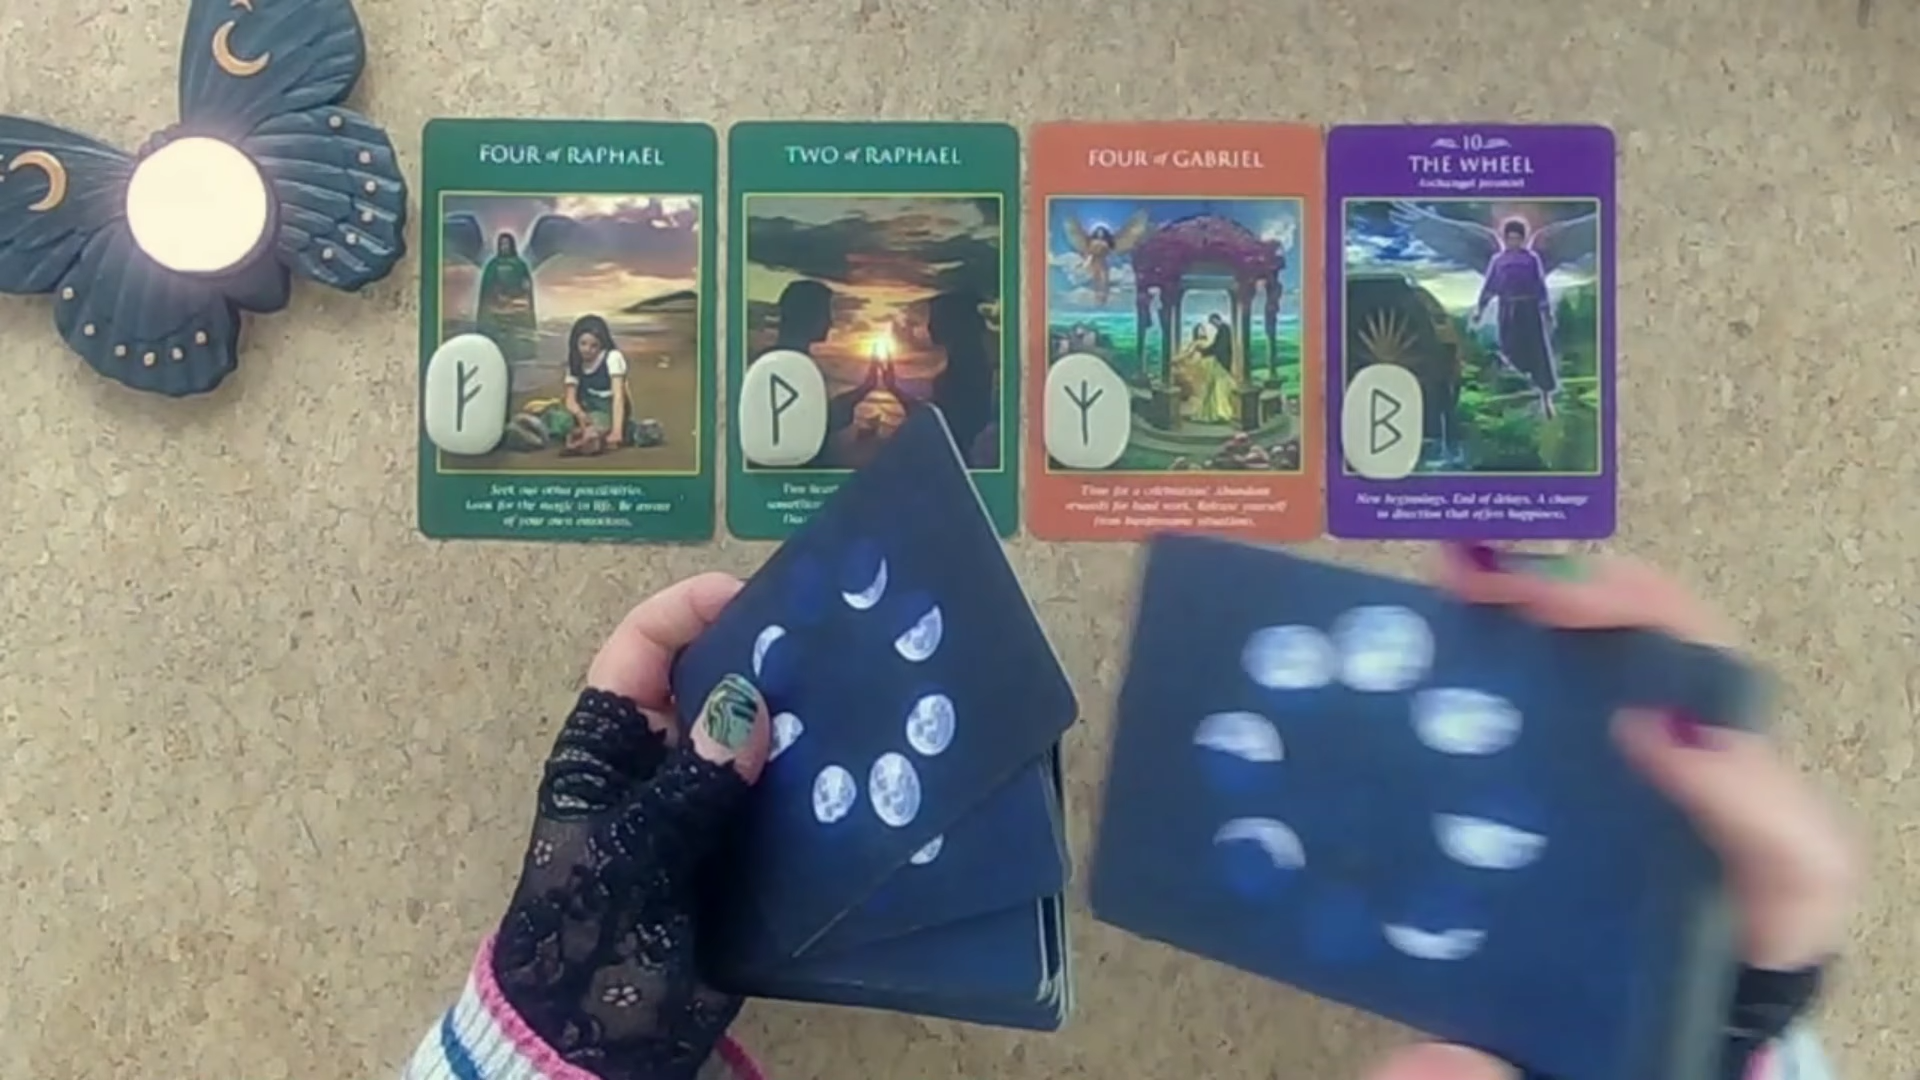 FOUR of RAPHAEL
Seek out other possibilities.
Look for the magic in life. Be aware
of your own emotions.
TWO of RAPHAEL
Two
FOUR of GABRIEL
Time for a celebration! Abundant
rewards for hard work. Release yourself
from burdensome situations.
10
THE WHEEL
New beginnings. End of delays. A change
in direction that offers happiness.